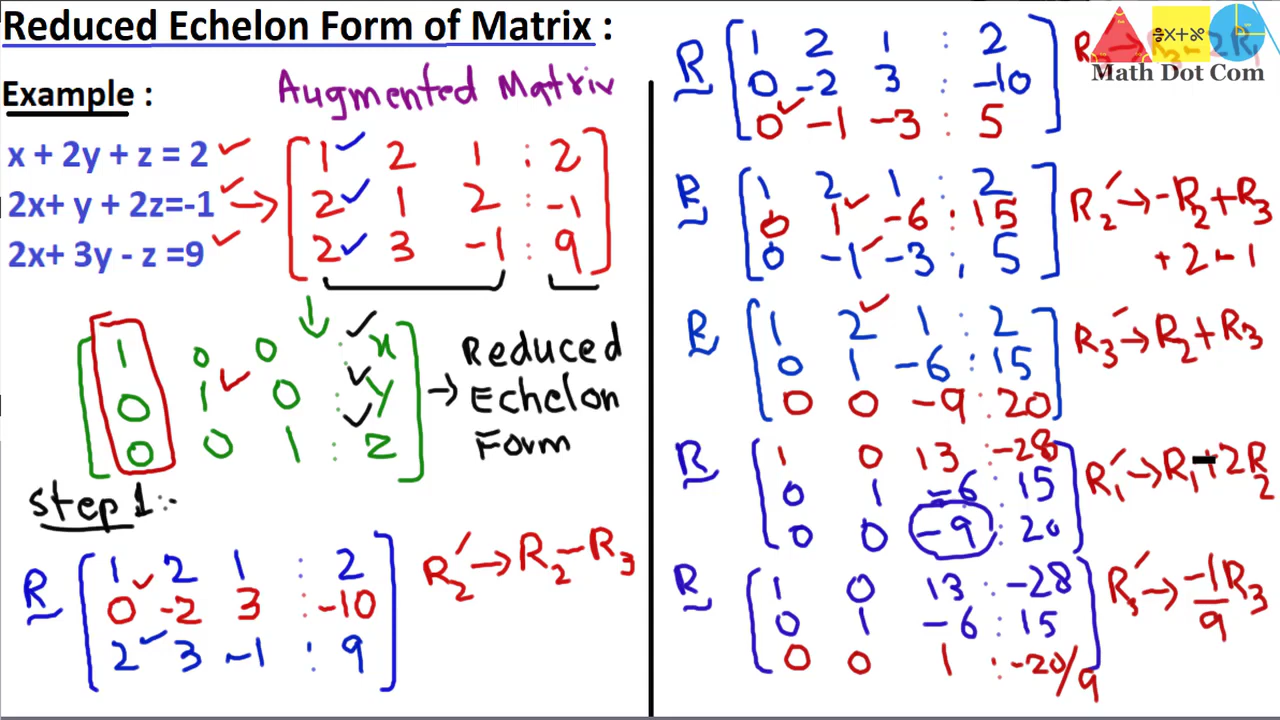 Reduced Echelon Form of Matrix :
Example :
Augmented Matrix
x + 2y + z = 2
2x+ y + 2z=-1
2x+ 3y - z =9
1 2 1 : 2
2 1 2 : -1
2 3 -1 : 9
1 0 0 : x
0 1 0 : y
0 0 1 : z
→ Reduced
Echelon
Form
Step 1 :-
R 1 2 1 : 2
0 -2 3 : -10
2 3 -1 : 9
R₂′ → R₂ - R₃
Math Dot Com
R 1 2 1 : 2
0 -2 3 : -10
0 -1 -3 : 5
R 1 2 1 : 2
0 1 -6 : 15
0 -1 -3 , 5
R₂′ → -R₂ + R₃
+ 2 - 1
R 1 2 1 : 2
0 1 -6 : 15
0 0 -9 : 20
R₃′ → R₂ + R₃
R 1 0 13 : -28
0 1 -6 : 15
0 0 -9 : 20
R 1 0 13 : -28
0 1 -6 : 15
0 0 1 : -20/9
R₃′ → -1/9 R₃